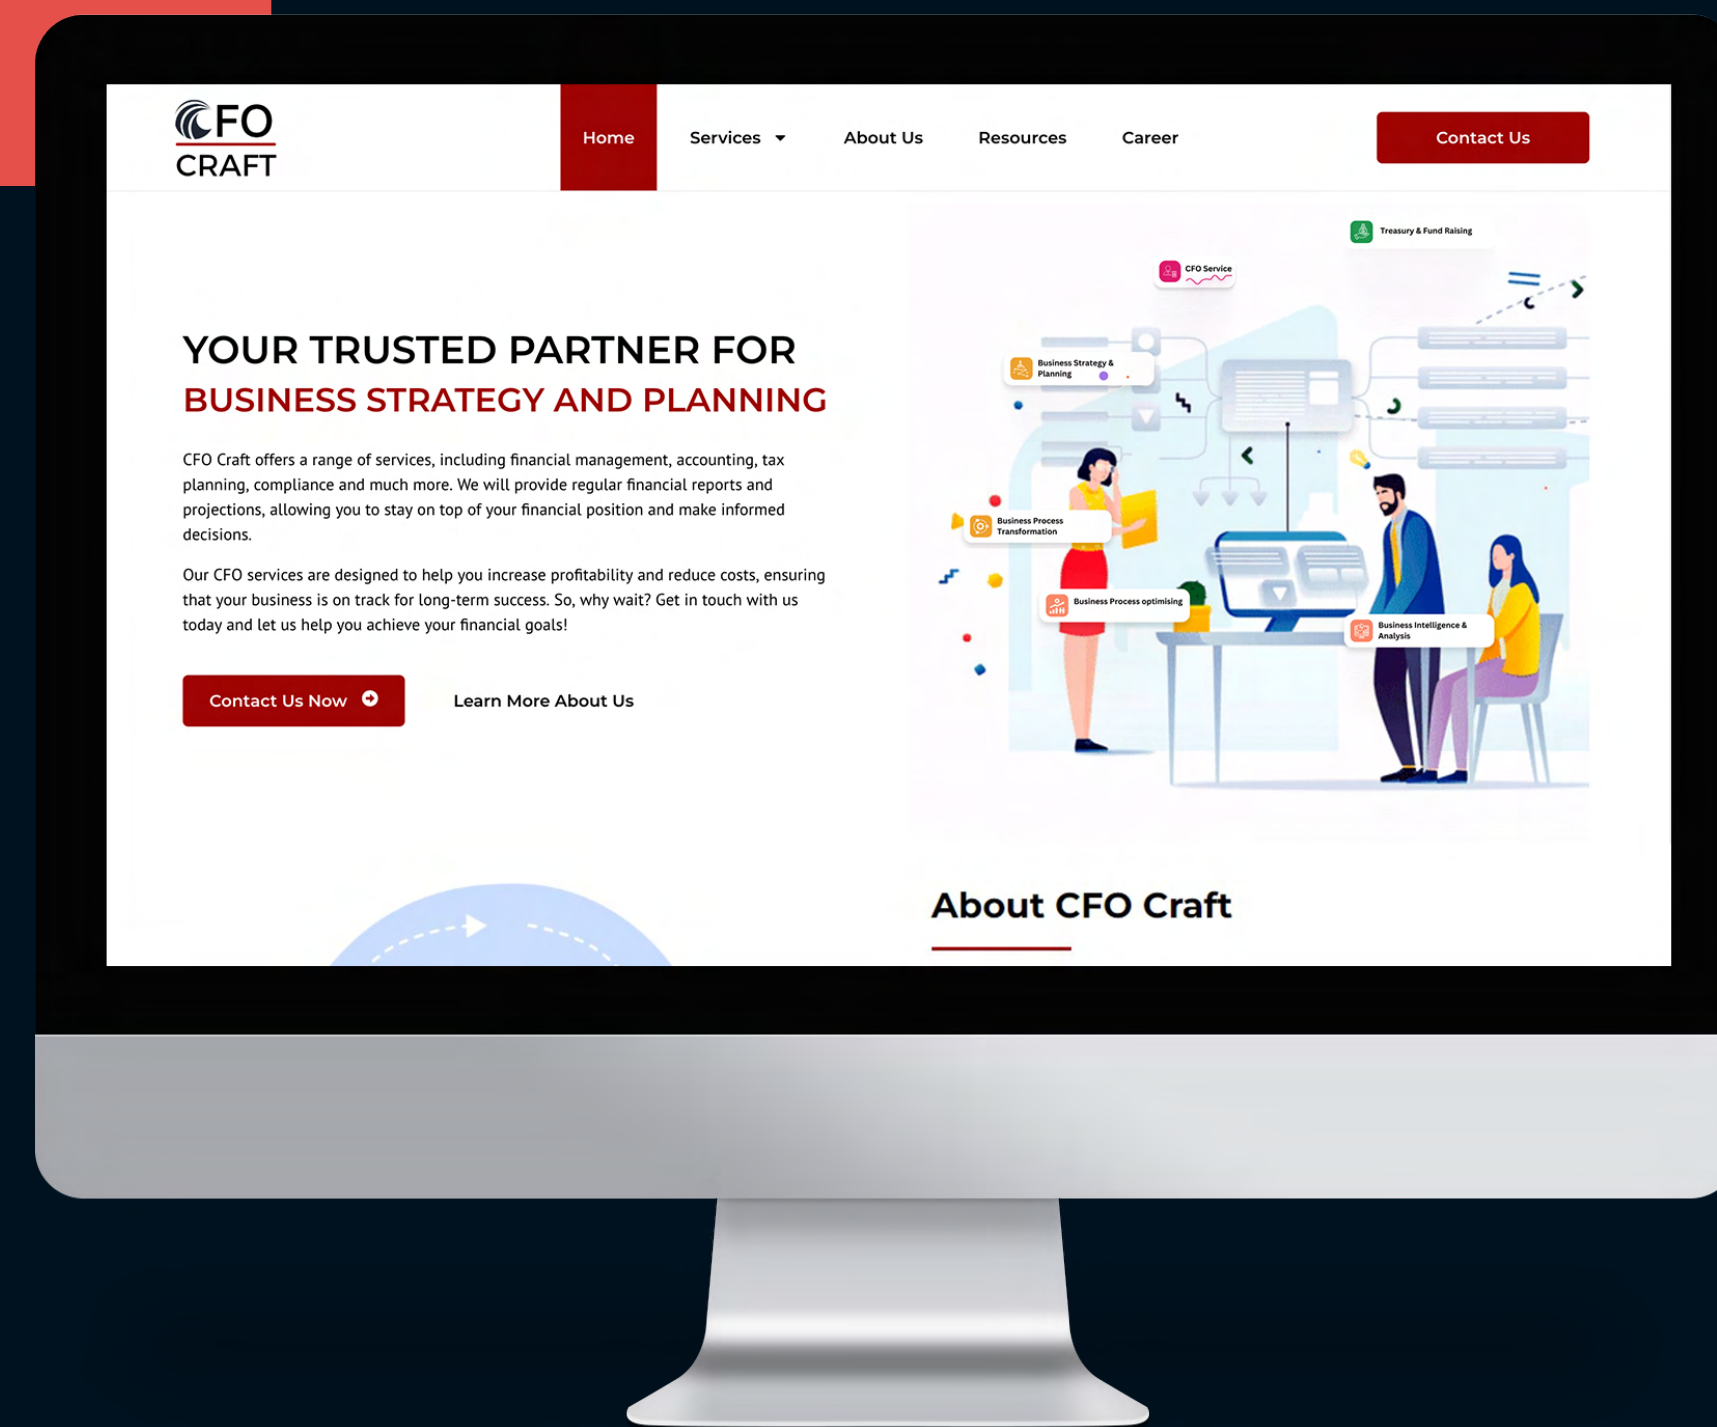 CFO
CRAFT
Home
Services
About Us
Resources
Career
Contact Us
YOUR TRUSTED PARTNER FOR
BUSINESS STRATEGY AND PLANNING
CFO Craft offers a range of services, including financial management, accounting, tax
planning, compliance and much more. We will provide regular financial reports and
projections, allowing you to stay on top of your financial position and make informed
decisions.
Our CFO services are designed to help you increase profitability and reduce costs, ensuring
that your business is on track for long-term success. So, why wait? Get in touch with us
today and let us help you achieve your financial goals!
Contact Us Now
Learn More About Us
Treasury & Fund Raising
CFO Service
Business Strategy &
Planning
Business Process
Transformation
Business Process optimising
Business Intelligence &
Analysis
About CFO Craft